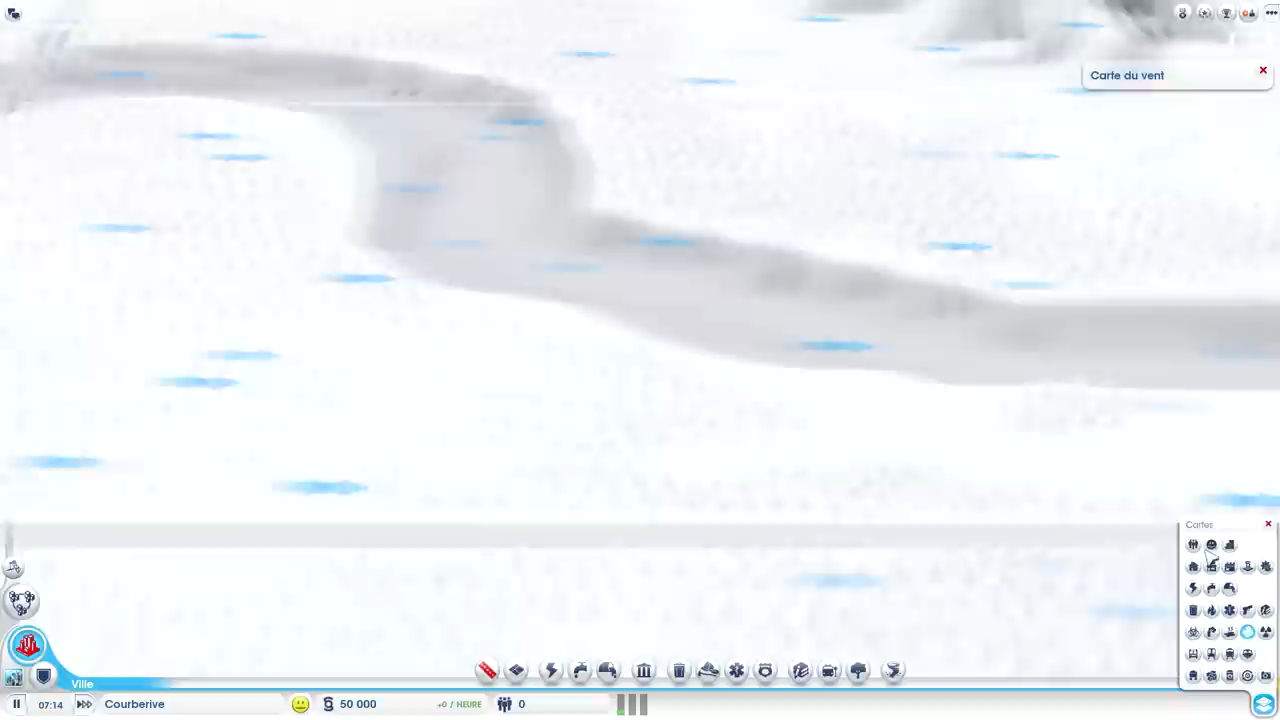 Carte du vent
Cartes
Ville
07:14
Courberive
50 000
+0 / HEURE
0